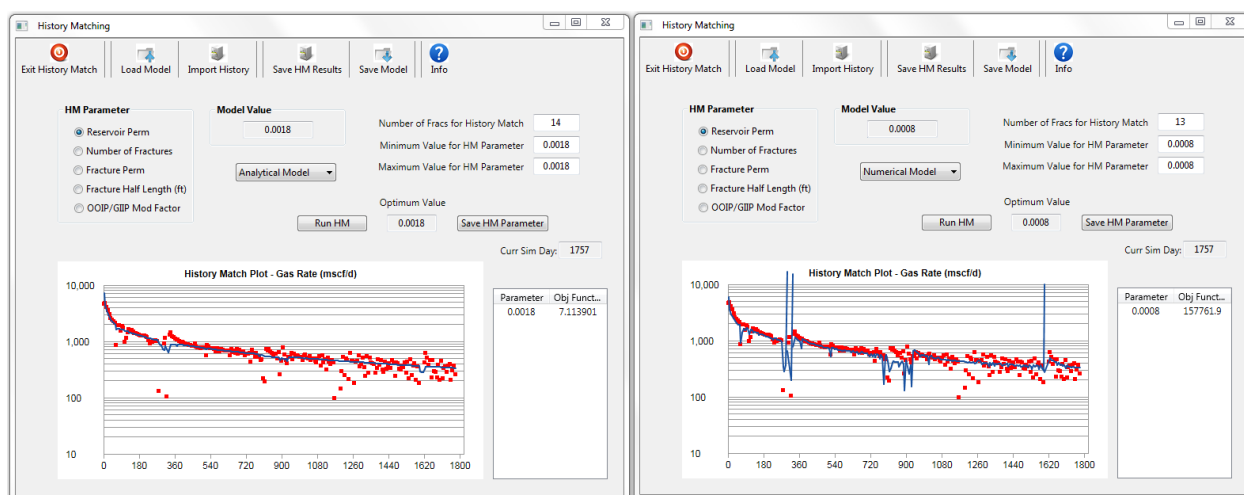 History Matching
Exit History Match Load Model Import History Save HM Results Save Model Info
HM Parameter
Reservoir Perm
Number of Fractures
Fracture Perm
Fracture Half Length (ft)
OOIP/GIIP Mod Factor
Model Value
0.0018
Analytical Model
Number of Fracs for History Match 14
Minimum Value for HM Parameter 0.0018
Maximum Value for HM Parameter 0.0018
Optimum Value
Run HM 0.0018 Save HM Parameter
Curr Sim Day: 1757
History Match Plot - Gas Rate (mscf/d)
10,000
1,000
100
10
0 180 360 540 720 900 1080 1260 1440 1620 1800
Parameter Obj Funct...
0.0018 7.113901
History Matching
Exit History Match Load Model Import History Save HM Results Save Model Info
HM Parameter
Reservoir Perm
Number of Fractures
Fracture Perm
Fracture Half Length (ft)
OOIP/GIIP Mod Factor
Model Value
0.0008
Numerical Model
Number of Fracs for History Match 13
Minimum Value for HM Parameter 0.0008
Maximum Value for HM Parameter 0.0008
Optimum Value
Run HM 0.0008 Save HM Parameter
Curr Sim Day: 1757
History Match Plot - Gas Rate (mscf/d)
10,000
1,000
100
10
0 180 360 540 720 900 1080 1260 1440 1620 1800
Parameter Obj Funct...
0.0008 157761.9